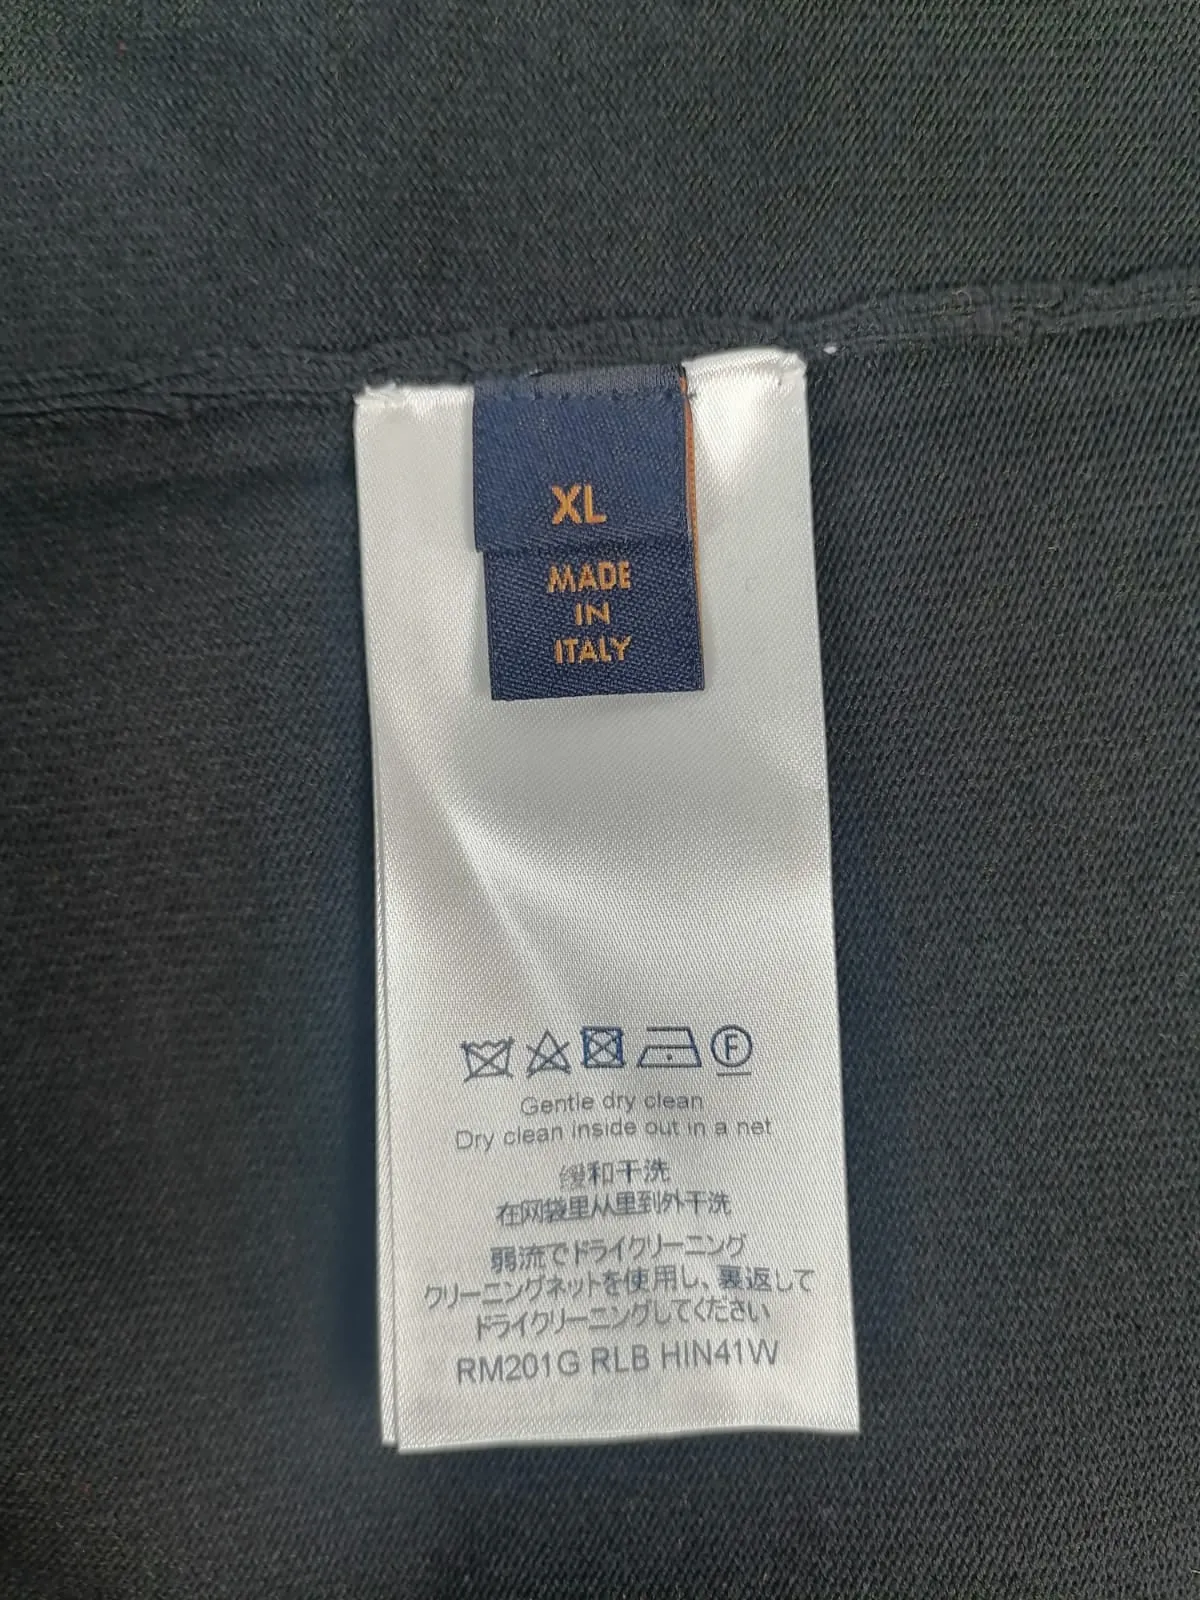 XL
MADE
IN
ITALY
F
Gentle dry clean
Dry clean inside out in a net
缓和干洗
在网袋里从里到外干洗
弱流でドライクリーニング
クリーニングネットを使用し、裏返して
ドライクリーニングしてください
RM201G RLB HIN41W